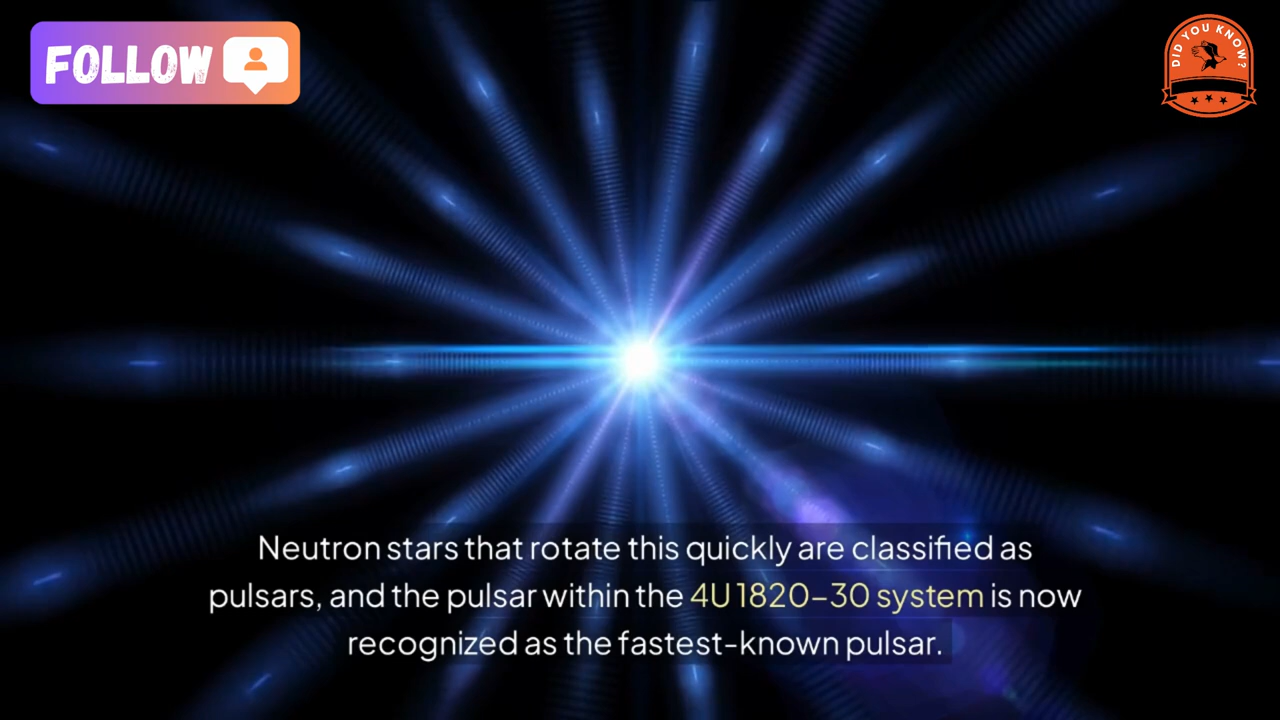 FOLLOW
DID YOU KNOW?
Neutron stars that rotate this quickly are classified as
pulsars, and the pulsar within the 4U 1820–30 system is now
recognized as the fastest-known pulsar.